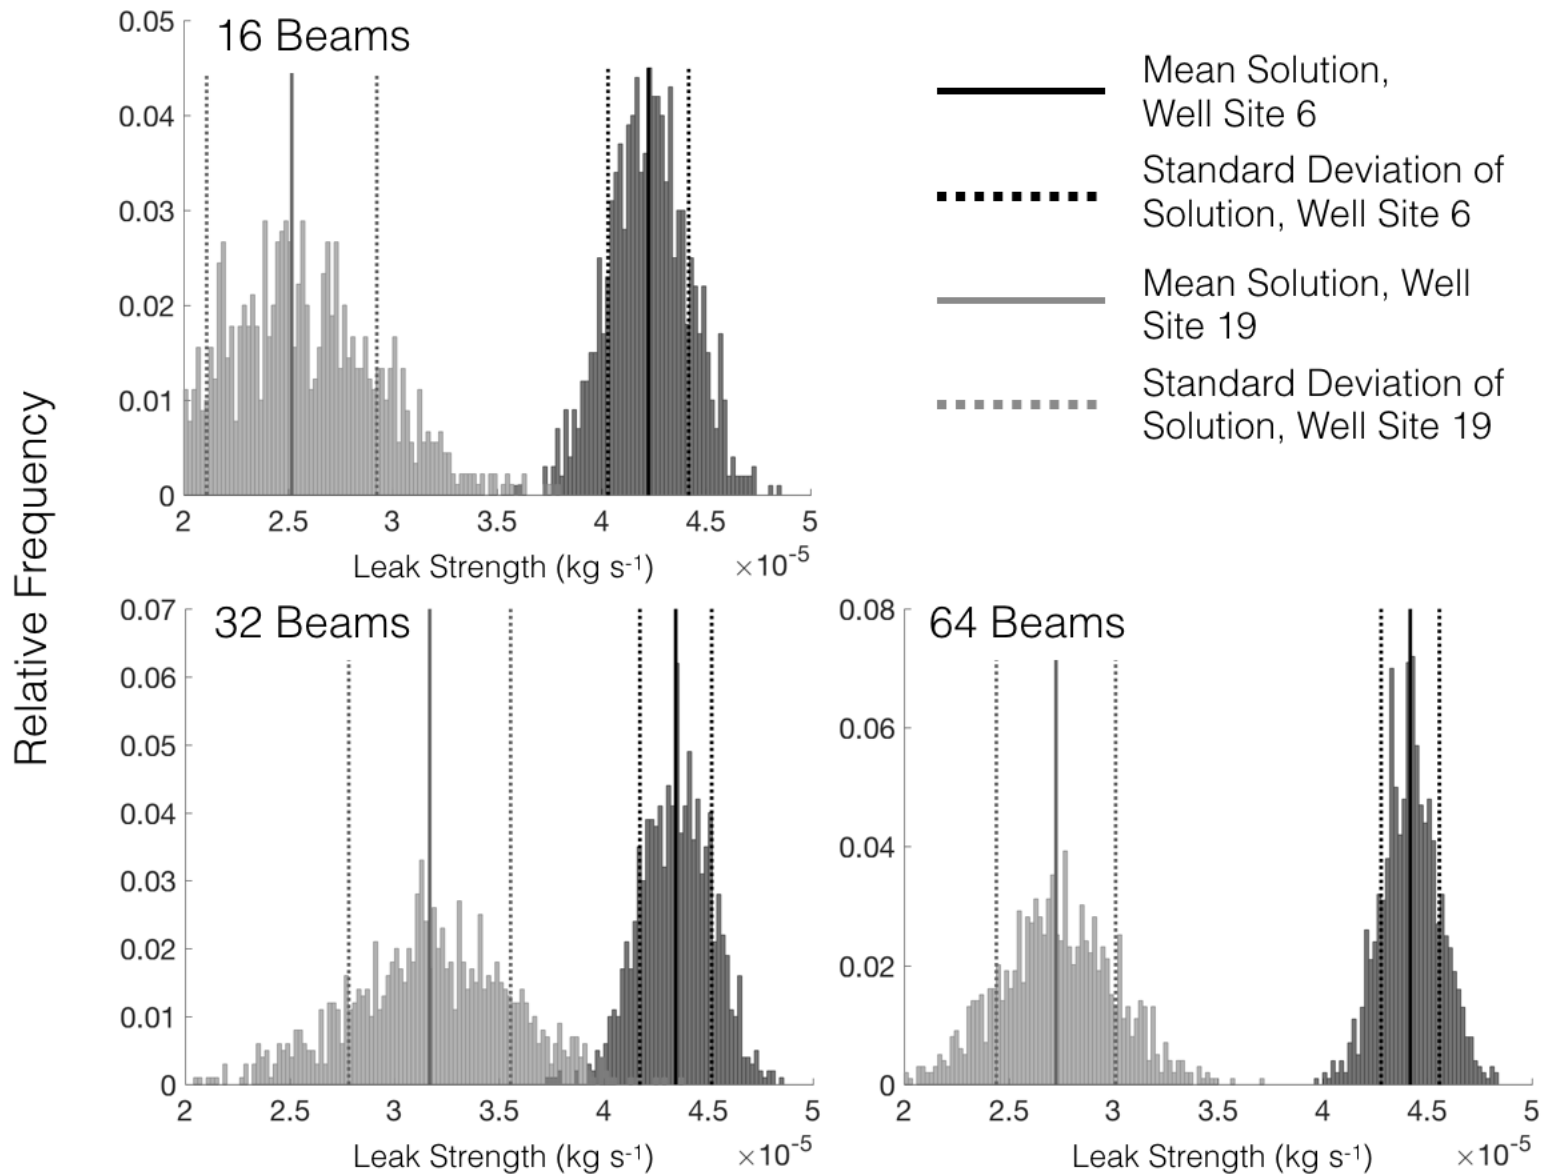 Relative Frequency
16 Beams
0.05
0.04
0.03
0.02
0.01
0
2 2.5 3 3.5 4 4.5 5
Leak Strength (kg s⁻¹) ×10⁻⁵
Mean Solution,
Well Site 6
Standard Deviation of
Solution, Well Site 6
Mean Solution, Well
Site 19
Standard Deviation of
Solution, Well Site 19
32 Beams
0.07
0.06
0.05
0.04
0.03
0.02
0.01
0
2 2.5 3 3.5 4 4.5 5
Leak Strength (kg s⁻¹) ×10⁻⁵
64 Beams
0.08
0.06
0.04
0.02
0
2 2.5 3 3.5 4 4.5 5
Leak Strength (kg s⁻¹) ×10⁻⁵